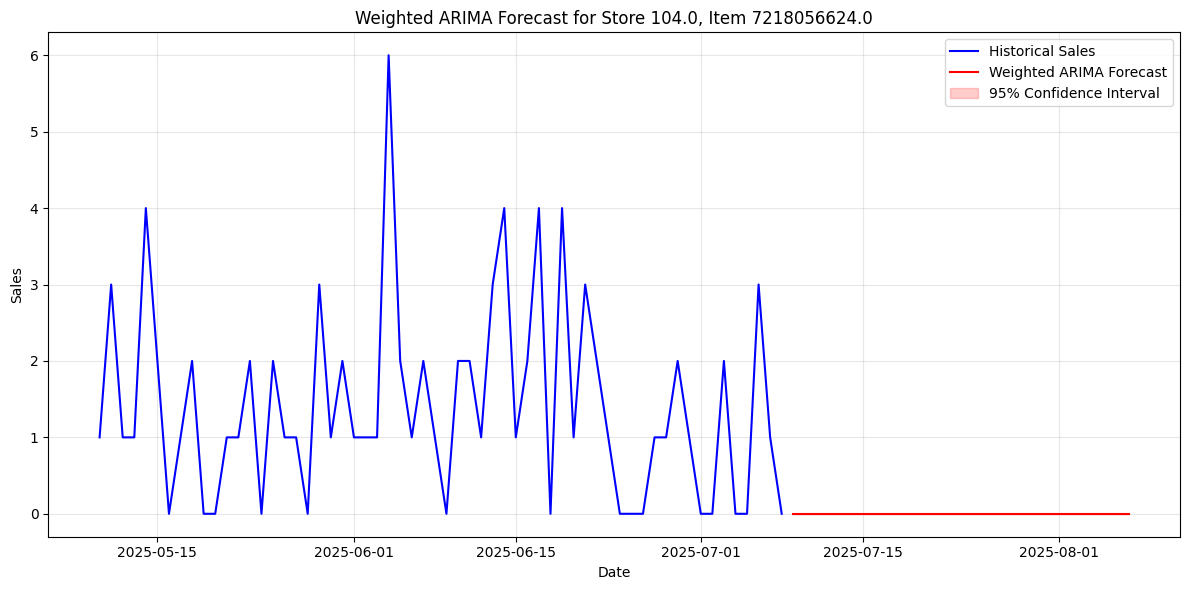 Weighted ARIMA Forecast for Store 104.0, Item 7218056624.0
Historical Sales
Weighted ARIMA Forecast
95% Confidence Interval
6
5
4
3
2
1
0
Sales
2025-05-15
2025-06-01
2025-06-15
2025-07-01
2025-07-15
2025-08-01
Date